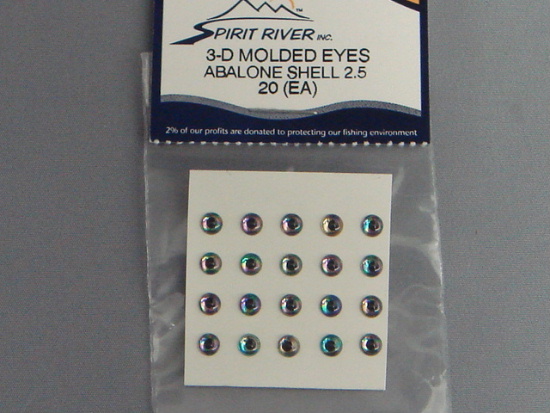 SPIRIT RIVER INC.
3-D MOLDED EYES
ABALONE SHELL 2.5
20 (EA)
2% of our profits are donated to protecting our fishing environment